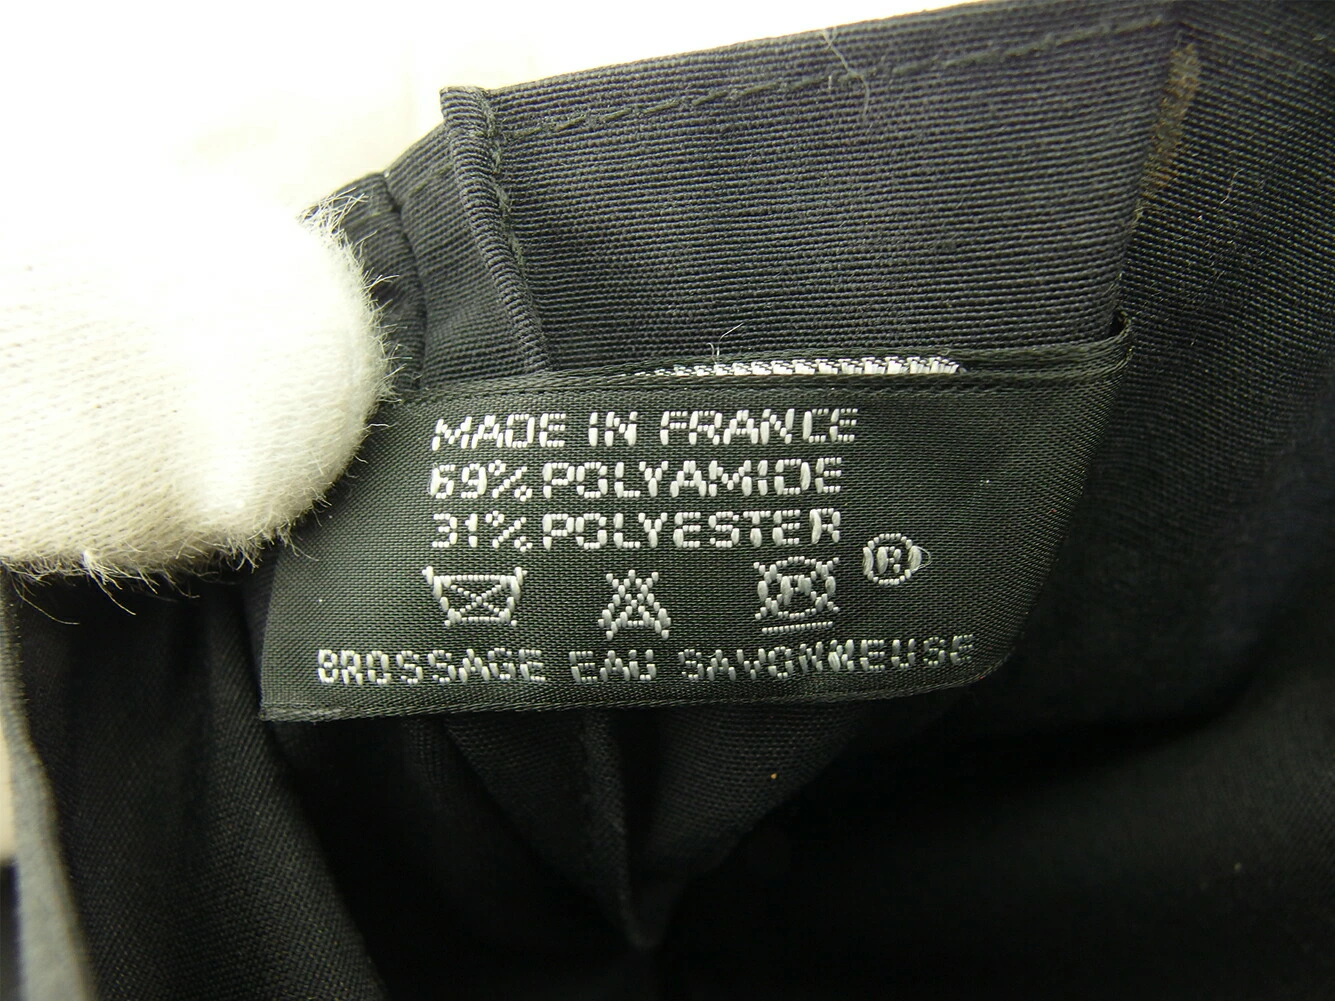 MADE IN FRANCE
69% POLYAMIDE
31% POLYESTER
®
BROSSAGE EAU SAVONNEUSE